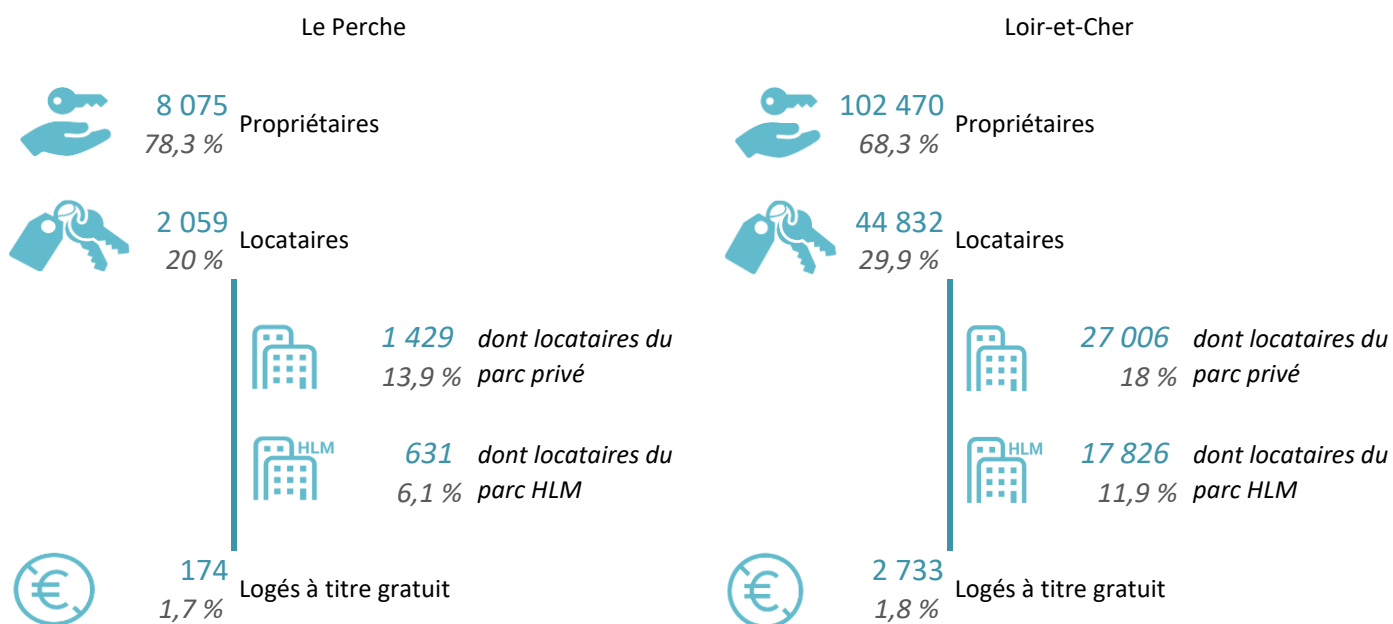 Le Perche
8 075
78,3 %
Propriétaires
2 059
20 %
Locataires
1 429
13,9 %
dont locataires du
parc privé
HLM
631
6,1 %
dont locataires du
parc HLM
174
1,7 %
Logés à titre gratuit
Loir-et-Cher
102 470
68,3 %
Propriétaires
44 832
29,9 %
Locataires
27 006
18 %
dont locataires du
parc privé
HLM
17 826
11,9 %
dont locataires du
parc HLM
2 733
1,8 %
Logés à titre gratuit